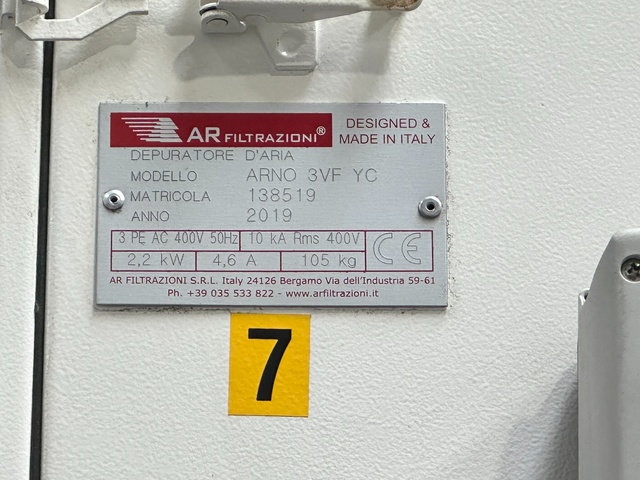 AR FILTRAZIONI®
DESIGNED &
MADE IN ITALY
DEPURATORE D'ARIA
MODELLO ARNO 3VF YC
MATRICOLA 138519
ANNO 2019
3 PE AC 400V 50Hz 10 kA Rms 400V
CE
2,2 kW 4,6 A 105 kg
AR FILTRAZIONI S.R.L. Italy 24126 Bergamo Via dell'Industria 59-61
Ph. +39 035 533 822 - www.arfiltrazioni.it
7